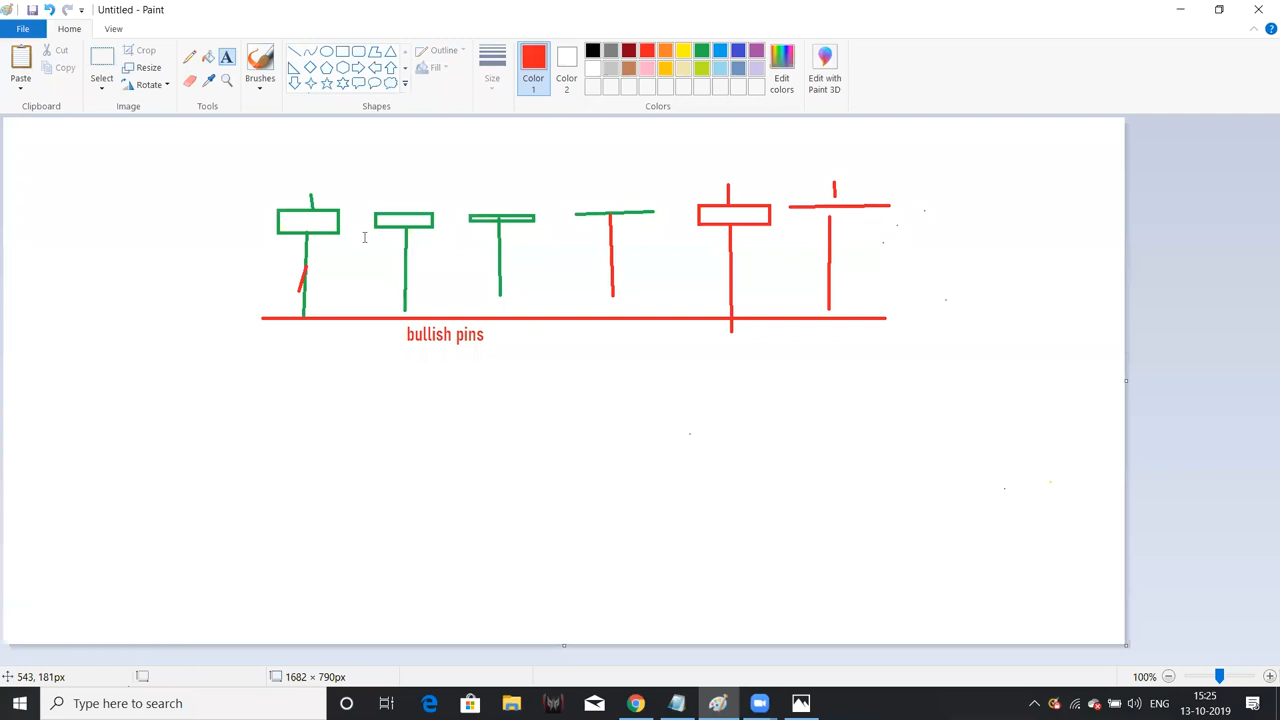 Untitled - Paint
File
Home
View
Paste
Cut
Copy
Clipboard
Select
Crop
Resize
Rotate
Image
Tools
Brushes
Shapes
Outline
Fill
Size
Color 1
Color 2
Edit colors
Edit with Paint 3D
Colors
bullish pins
543, 181px
1682 × 790px
100%
Type here to search
ENG
15:25
13-10-2019